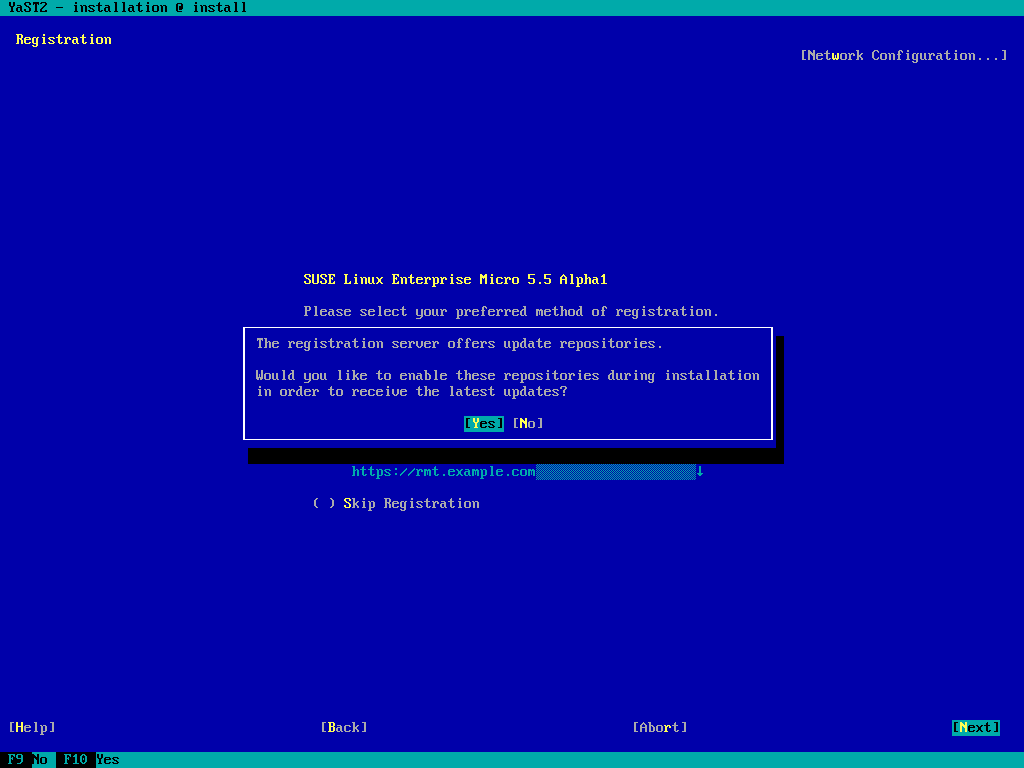 YaST2 - installation @ install
Registration
[Network Configuration...]
SUSE Linux Enterprise Micro 5.5 Alpha1
Please select your preferred method of registration.
The registration server offers update repositories.
Would you like to enable these repositories during installation
in order to receive the latest updates?
[Yes] [No]
https://rmt.example.com↓
( ) Skip Registration
[Help] [Back] [Abort] [Next]
F9 No F10 Yes